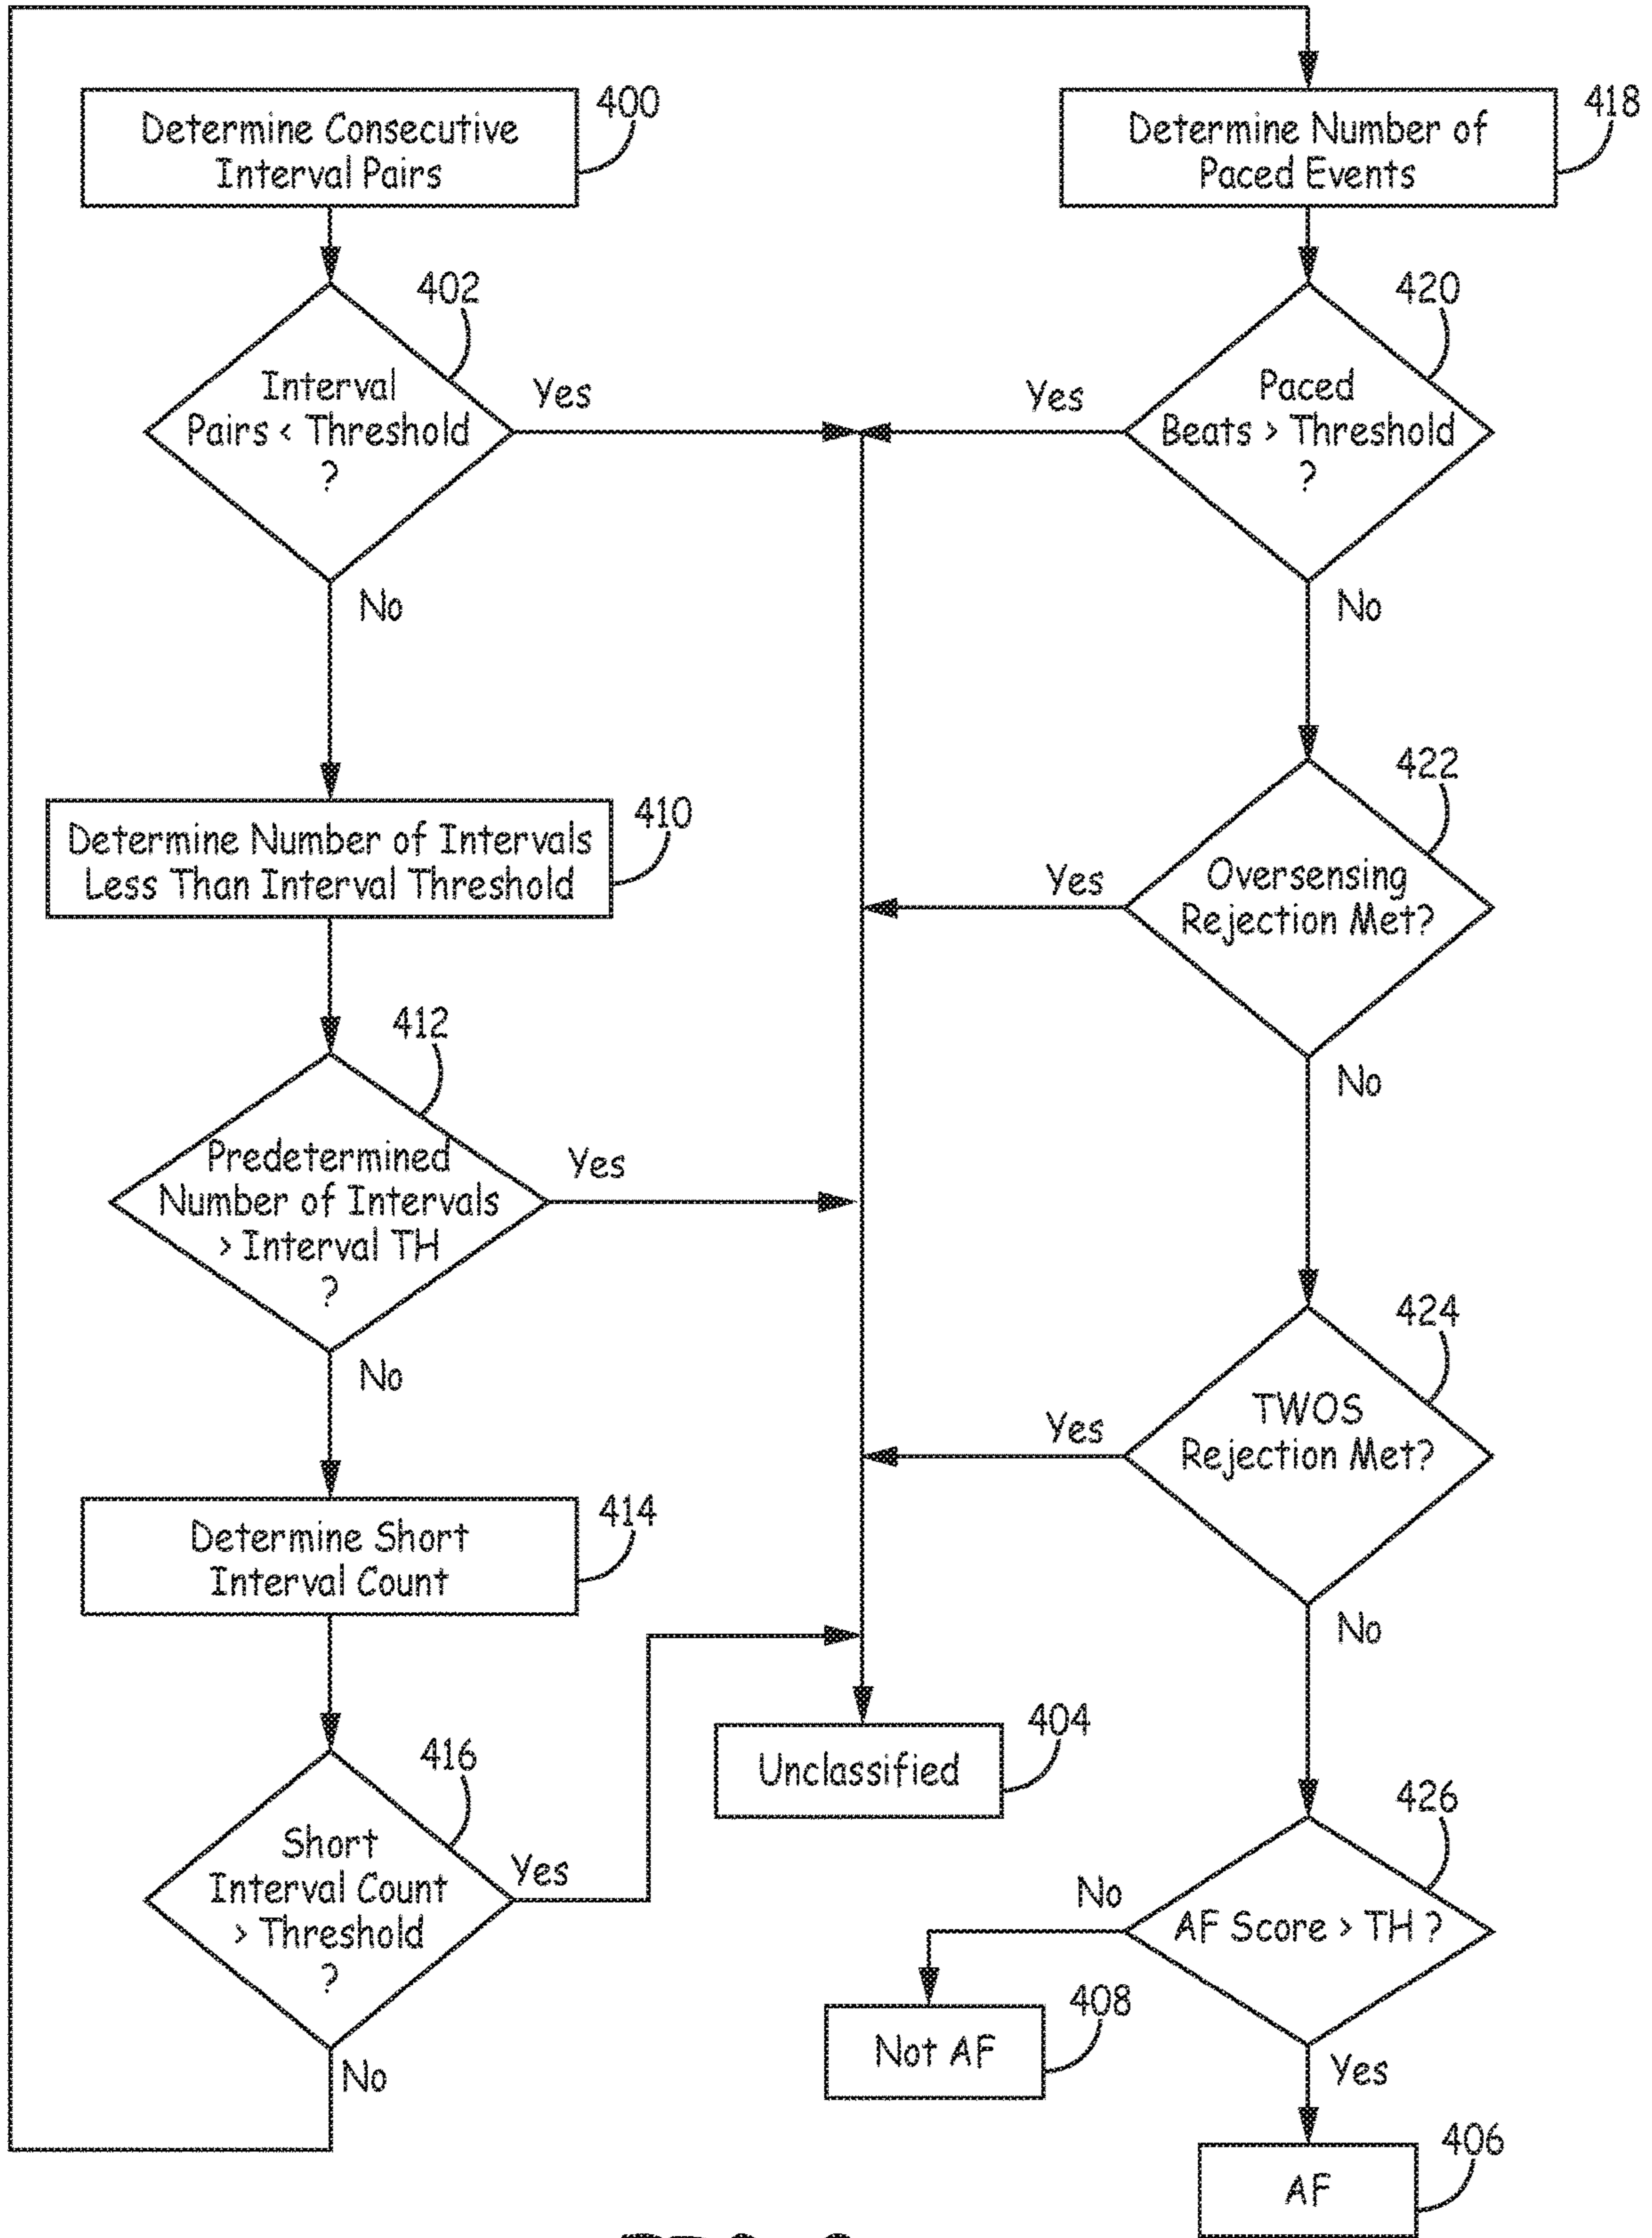 Determine Consecutive
Interval Pairs
400
402
Interval
Pairs < Threshold
?
Yes
No
Determine Number of Intervals
Less Than Interval Threshold
410
412
Predetermined
Number of Intervals
> Interval TH
?
Yes
No
Determine Short
Interval Count
414
416
Short
Interval Count
> Threshold
?
Yes
No
Unclassified
404
Determine Number of
Paced Events
418
420
Paced
Beats > Threshold
?
Yes
No
422
Oversensing
Rejection Met?
Yes
No
424
TWOS
Rejection Met?
Yes
No
426
AF Score > TH ?
No
Yes
Not AF
408
AF
406